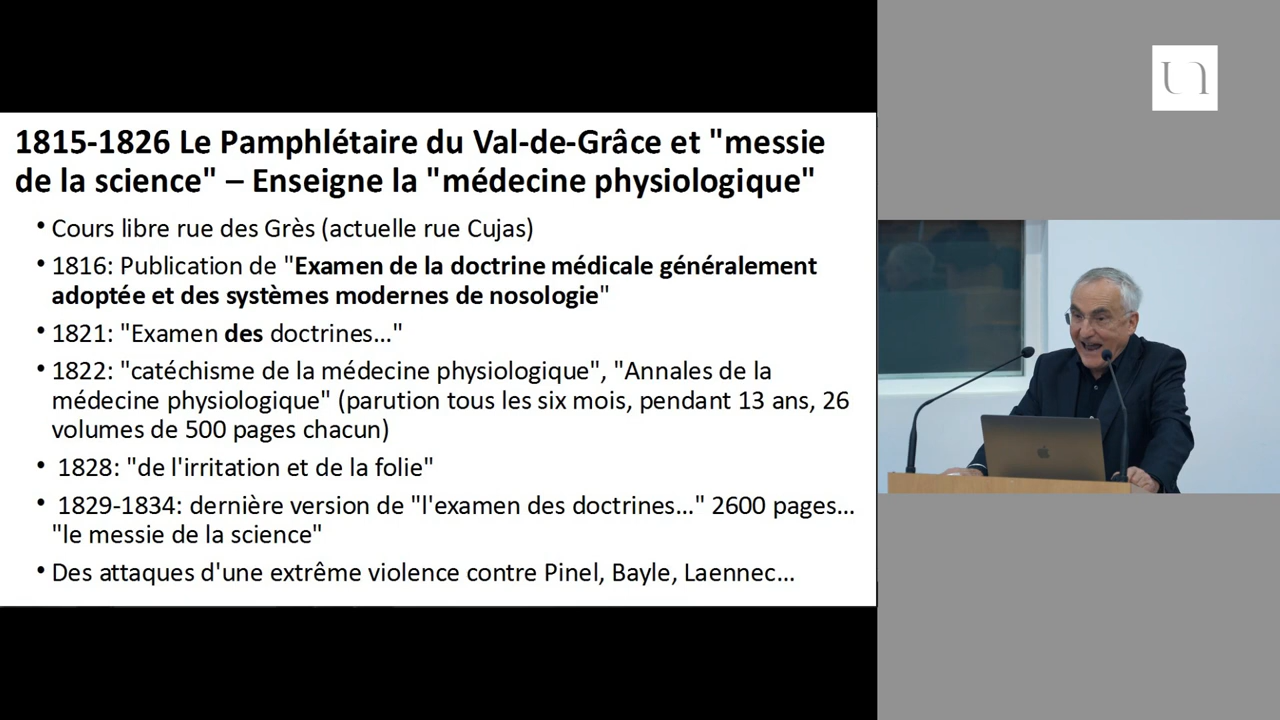 1815-1826 Le Pamphlétaire du Val-de-Grâce et "messie
de la science" – Enseigne la "médecine physiologique"
• Cours libre rue des Grès (actuelle rue Cujas)
• 1816: Publication de "Examen de la doctrine médicale généralement
adoptée et des systèmes modernes de nosologie"
• 1821: "Examen des doctrines…"
• 1822: "catéchisme de la médecine physiologique", "Annales de la
médecine physiologique" (parution tous les six mois, pendant 13 ans, 26
volumes de 500 pages chacun)
• 1828: "de l'irritation et de la folie"
• 1829-1834: dernière version de "l'examen des doctrines…" 2600 pages…
"le messie de la science"
• Des attaques d'une extrême violence contre Pinel, Bayle, Laennec…